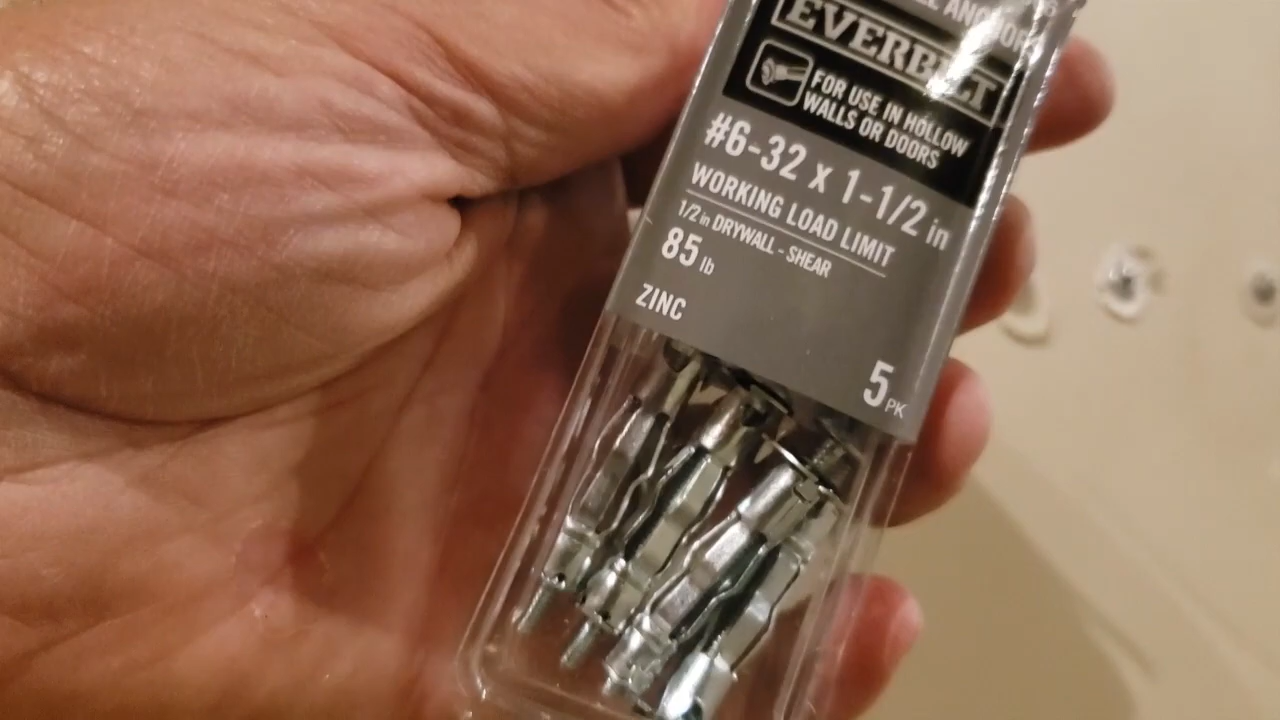 ANCHOR
EVERBILT
FOR USE IN HOLLOW
WALLS OR DOORS
#6-32 x 1-1/2 in
WORKING LOAD LIMIT
1/2 in DRYWALL - SHEAR
85 lb
ZINC
5 PK